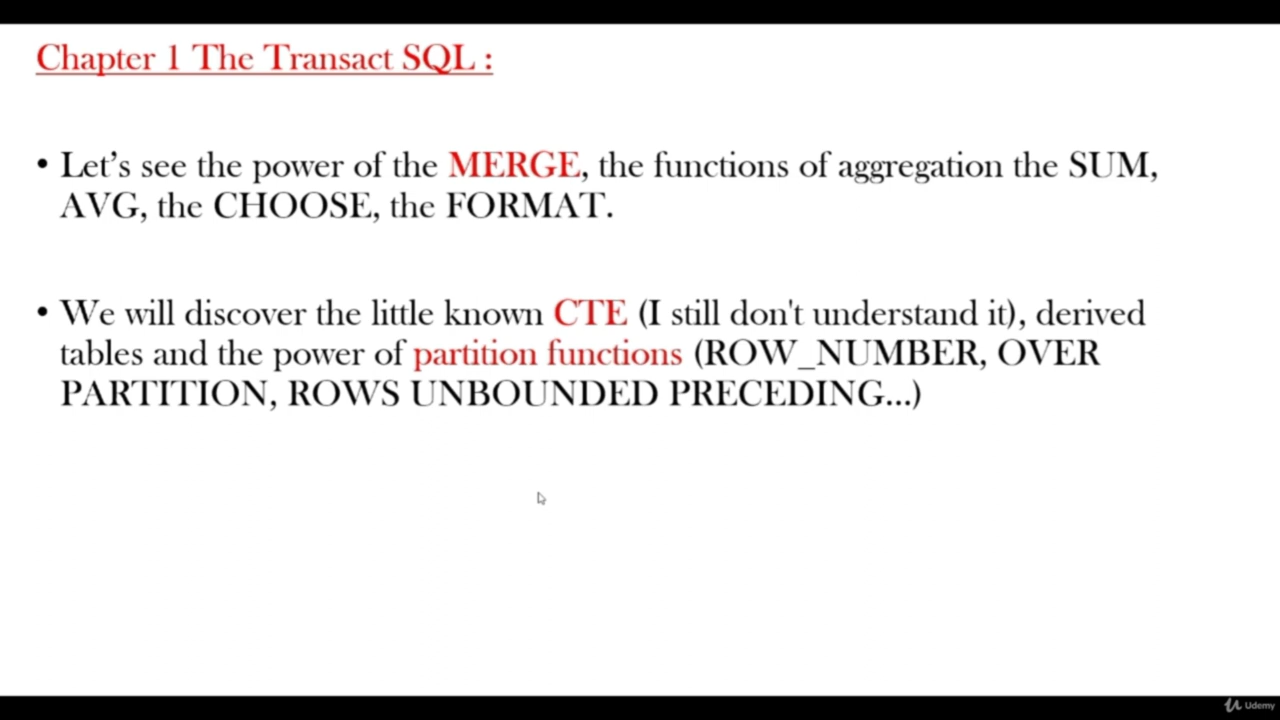 Chapter 1 The Transact SQL :
• Let’s see the power of the MERGE, the functions of aggregation the SUM,
AVG, the CHOOSE, the FORMAT.
• We will discover the little known CTE (I still don't understand it), derived
tables and the power of partition functions (ROW_NUMBER, OVER
PARTITION, ROWS UNBOUNDED PRECEDING...)
Udemy